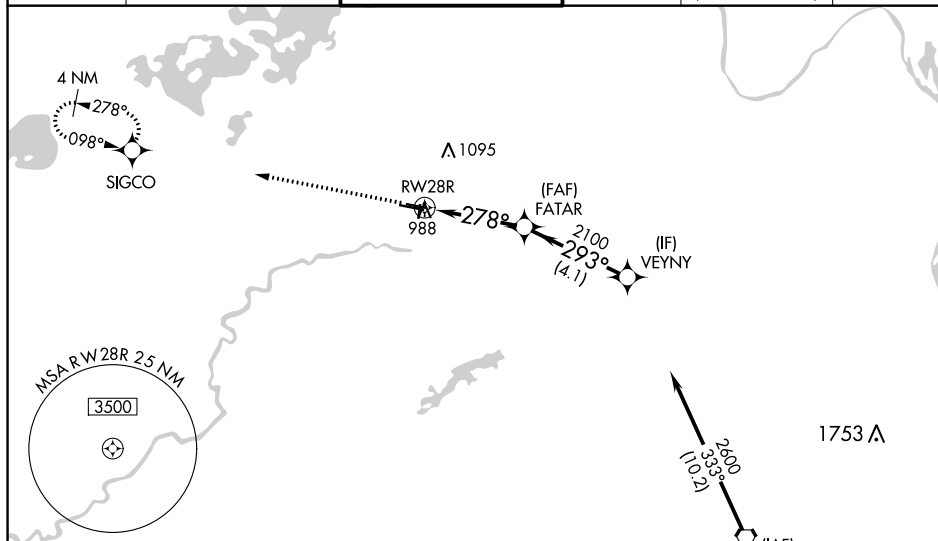 4 NM
278°
098°
SIGCO
1095
RW28R
988
278°
(FAF)
FATAR
2100
293°
(4.1)
(IF)
VEYNY
MSA RW28R 25 NM
3500
1753
2600
333°
(10.2)
(IAF)